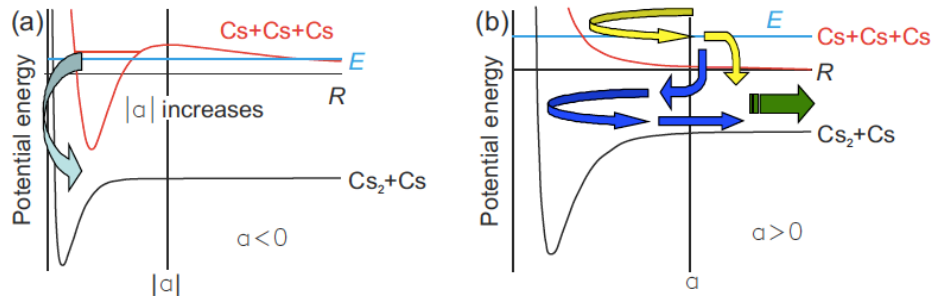 (a)
Cs+Cs+Cs
E
R
|a| increases
Potential energy
Cs₂+Cs
a<0
|a|
(b)
E
Cs+Cs+Cs
R
Potential energy
Cs₂+Cs
a>0
a